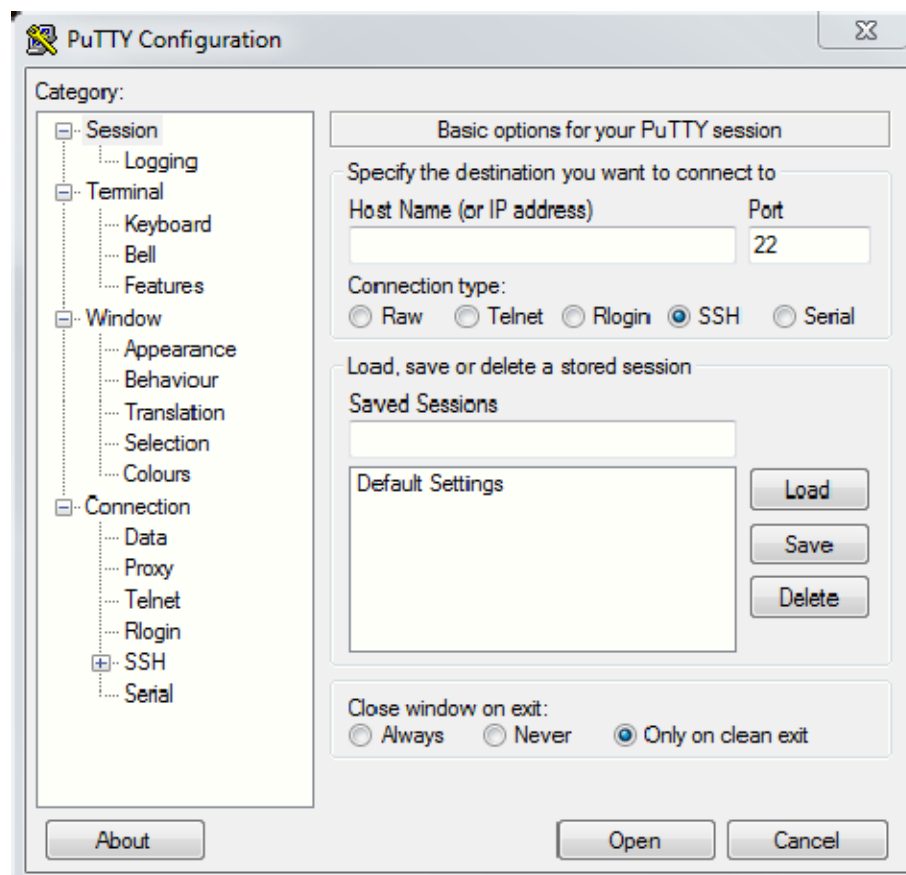 PuTTY Configuration
Category:
Session
Logging
Terminal
Keyboard
Bell
Features
Window
Appearance
Behaviour
Translation
Selection
Colours
Connection
Data
Proxy
Telnet
Rlogin
SSH
Serial
Basic options for your PuTTY session
Specify the destination you want to connect to
Host Name (or IP address) Port
22
Connection type:
Raw Telnet Rlogin SSH Serial
Load, save or delete a stored session
Saved Sessions
Default Settings
Load
Save
Delete
Close window on exit:
Always Never Only on clean exit
About Open Cancel